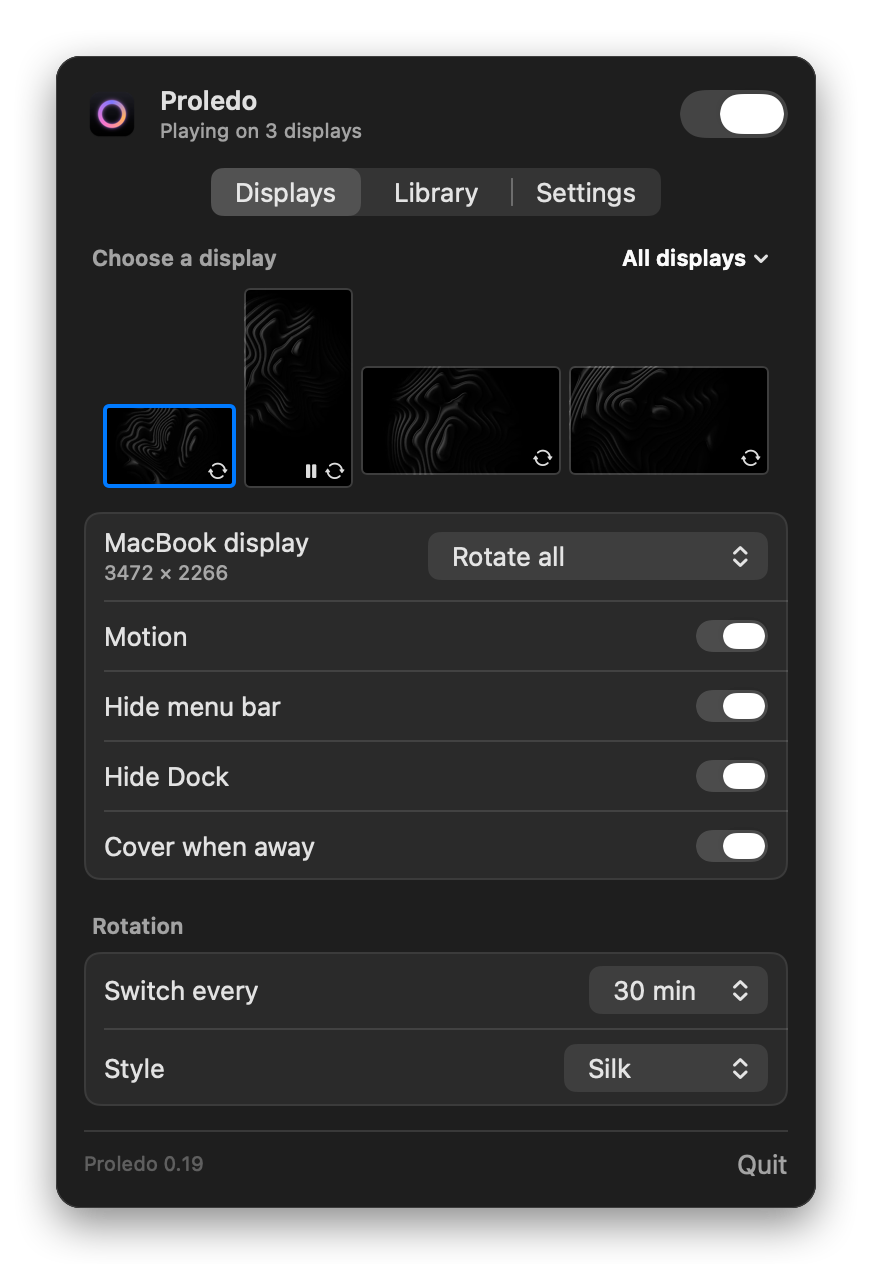 Proledo
Playing on 3 displays
Displays
Library
Settings
Choose a display
All displays
MacBook display
3472 × 2266
Rotate all
Motion
Hide menu bar
Hide Dock
Cover when away
Rotation
Switch every
30 min
Style
Silk
Proledo 0.19
Quit